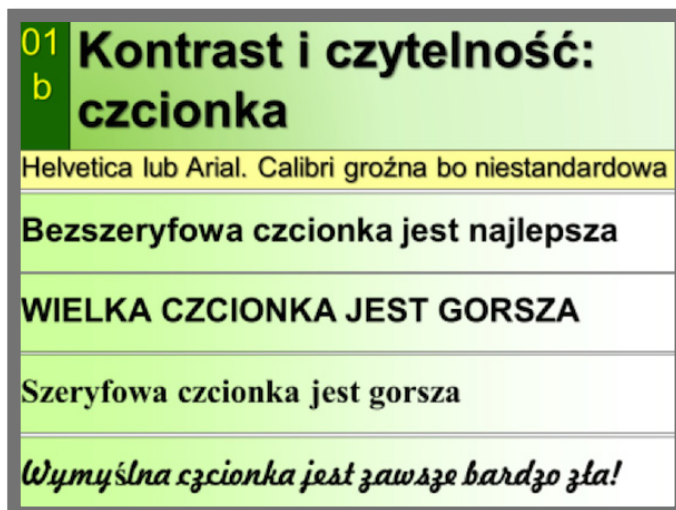 01
b
Kontrast i czytelność:
czcionka
Helvetica lub Arial. Calibri groźna bo niestandardowa
Bezszeryfowa czcionka jest najlepsza
WIELKA CZCIONKA JEST GORSZA
Szeryfowa czcionka jest gorsza
Wymyślna czcionka jest zawsze bardzo zła!